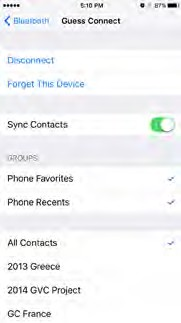 5:10 PM 87%
Bluetooth Guess Connect
Disconnect
Forget This Device
Sync Contacts
GROUPS
Phone Favorites
Phone Recents
All Contacts
2013 Greece
2014 GVC Project
GC France